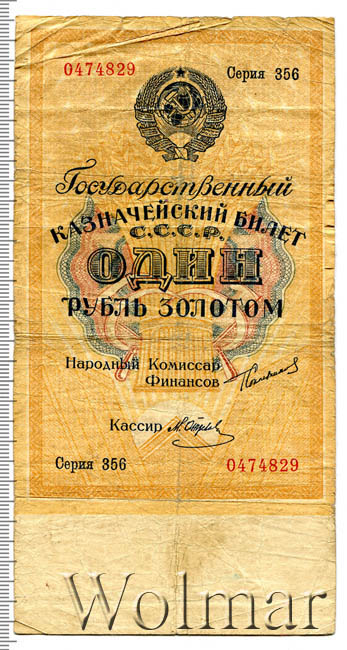 0474829 Серия 356
Государственный
КАЗНАЧЕЙСКИЙ БИЛЕТ
С.С.С.Р.
ОДИН
РУБЛЬ ЗОЛОТОМ
Народный Комиссар
Финансов
Кассир
Серия 356 0474829
Wolmar